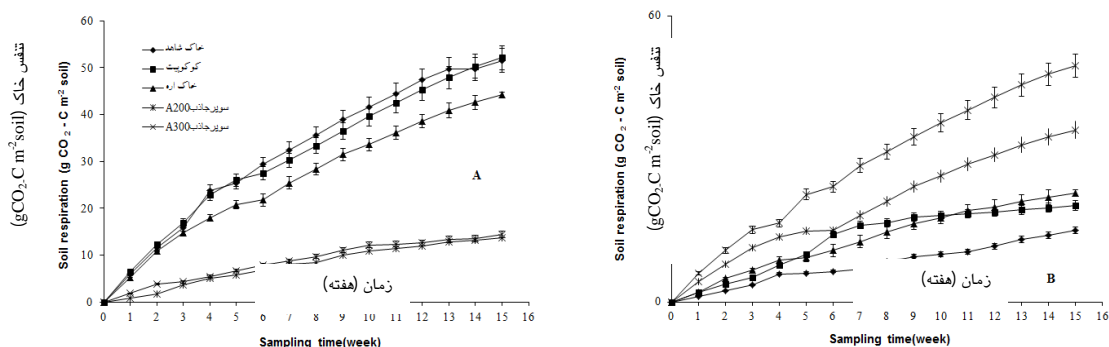 تنفس خاک (gCO₂-C m⁻²soil)
Soil respiration (g CO 2 - C m-2 soil)
60
50
40
30
20
10
0
خاک شاهد
کوکوپیت
خاک اره
سوپرجاذبA200
سوپرجاذبA300
A
زمان (هفته)
0 1 2 3 4 5 6 7 8 9 10 11 12 13 14 15 16
Sampling time(week)
تنفس خاک (gCO₂-C m⁻²soil)
Soil respiration (g CO 2 - C m-2 soil)
60
0
B
زمان (هفته)
0 1 2 3 4 5 6 7 8 9 10 11 12 13 14 15 16
Sampling time(week)